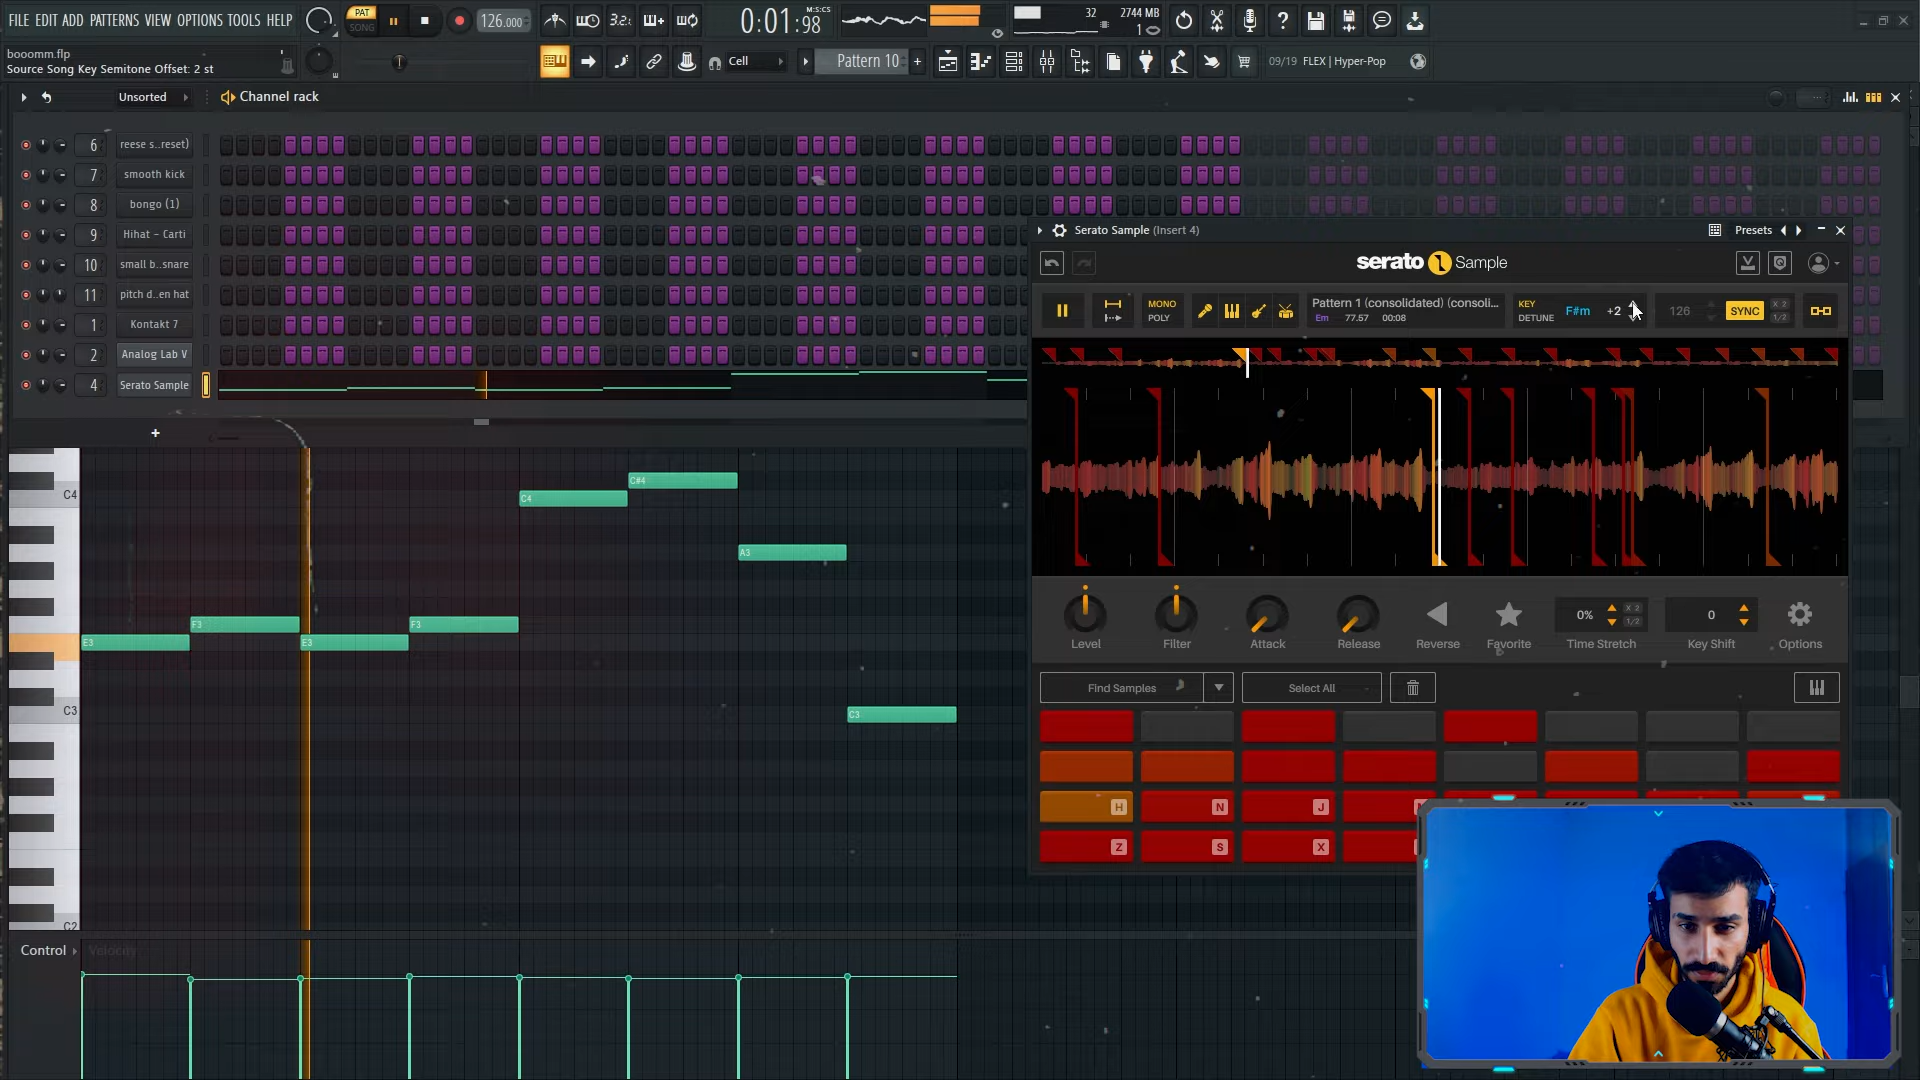 FILE EDIT ADD PATTERNS VIEW OPTIONS TOOLS HELP
PAT
SONG
126.000
3.2.
0:01:98
M:S:CS
32
2744 MB
1
booomm.flp
Source Song Key Semitone Offset: 2 st
Cell
Pattern 10
+
09/19 FLEX | Hyper-Pop
Unsorted
Channel rack
6 reese s..reset)
7 smooth kick
8 bongo (1)
9 Hihat - Carti
10 small b..snare
11 pitch d..en hat
1 Kontakt 7
2 Analog Lab V
4 Serato Sample
+
Serato Sample (Insert 4)
Presets
serato Sample
MONO
POLY
Pattern 1 (consolidated) (consoli...
Em 77.57 00:08
KEY
DETUNE
F#m
+2
126
SYNC
X 2
1/2
C4
C3
C2
E3
F3
E3
F3
C4
C#4
A3
C3
Level
Filter
Attack
Release
Reverse
Favorite
0%
X 2
1/2
Time Stretch
0
Key Shift
Options
Find Samples
Select All
H
N
J
Z
S
X
Control
Velocity